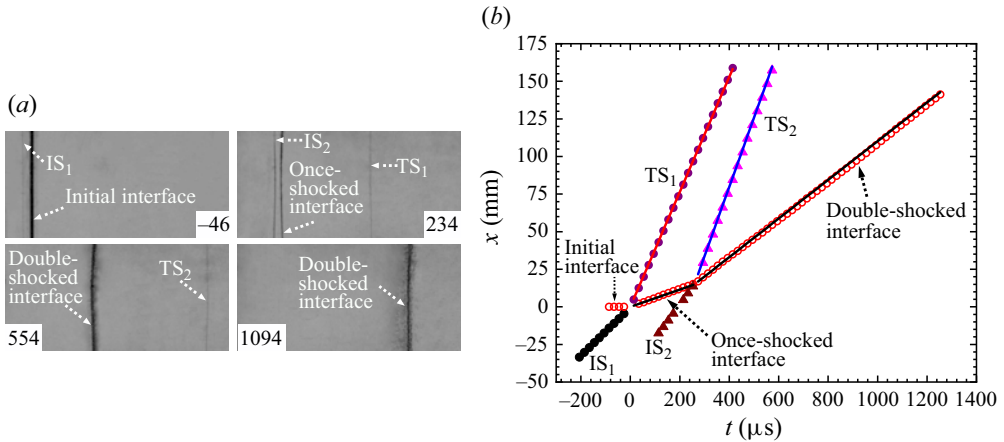 (a)
IS₁
Initial interface
–46
IS₂
Once-
shocked
interface
TS₁
234
Double-
shocked
interface
TS₂
554
Double-
shocked
interface
1094
(b)
175
150
125
100
75
50
25
0
–25
–50
x (mm)
TS₁
TS₂
Double-shocked
interface
Initial
interface
Once-shocked
interface
IS₁
IS₂
–200 0 200 400 600 800 1000 1200 1400
t (μs)